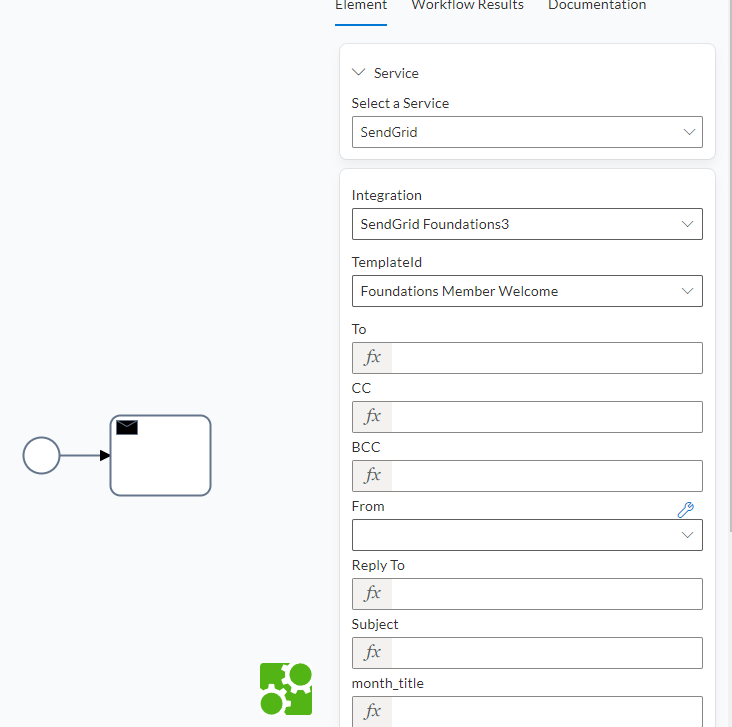 Element Workflow Results Documentation
Service
Select a Service
SendGrid
Integration
SendGrid Foundations3
TemplateId
Foundations Member Welcome
To
fx
CC
fx
BCC
fx
From
Reply To
fx
Subject
fx
month_title
fx